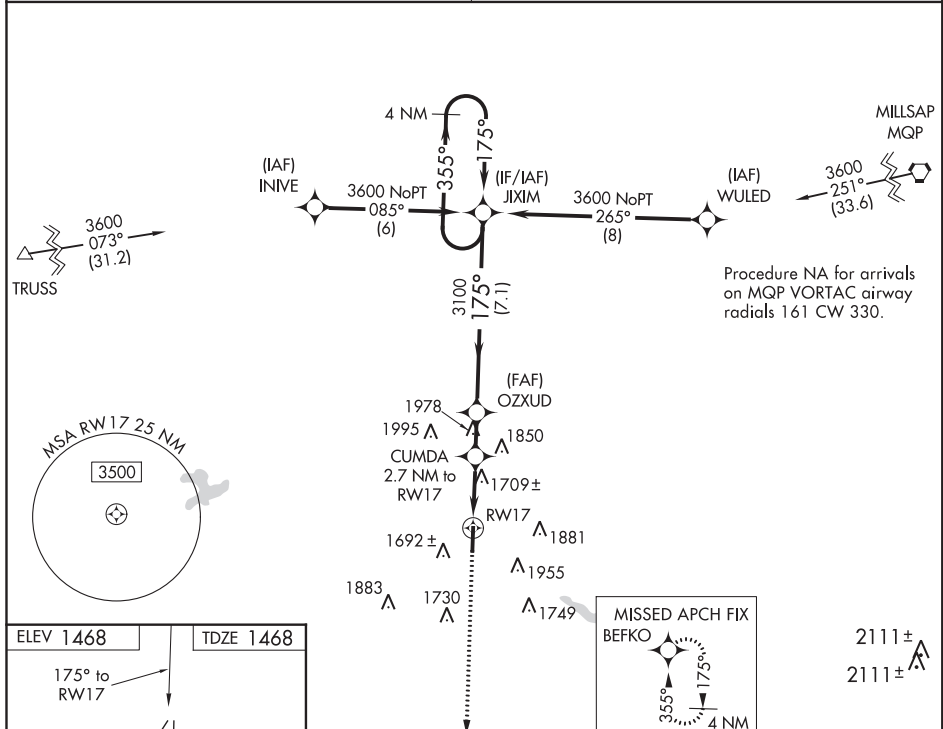 4 NM
355°
175°
MILLSAP
MQP
(IAF)
INIVE
3600 NoPT
085°
(6)
(IF/IAF)
JIXIM
3600 NoPT
265°
(8)
(IAF)
WULED
3600
251°
(33.6)
3600
073°
(31.2)
TRUSS
3100
175°
(7.1)
Procedure NA for arrivals
on MQP VORTAC airway
radials 161 CW 330.
(FAF)
OZXUD
1978
1995
1850
CUMDA
2.7 NM to
RW17
1709±
MSA RW17 25 NM
3500
RW17
1692±
1881
1955
1883
1730
1749
MISSED APCH FIX
BEFKO
175°
355°
4 NM
2111±
2111±
ELEV 1468
TDZE 1468
175° to
RW17